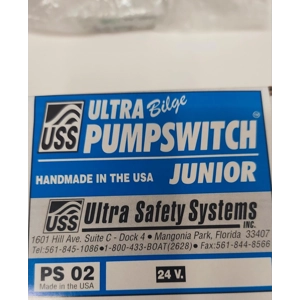 USS
ULTRA Bilge
PUMPSWITCH
HANDMADE IN THE USA JUNIOR
USS
Ultra Safety Systems INC.
1601 Hill Ave. Suite C - Dock 4 • Mangonia Park, Florida 33407
Tel:561-845-1086•1-800-433-BOAT(2628)•Fax:561-844-8566
PS 02 24 V.
Made in the USA